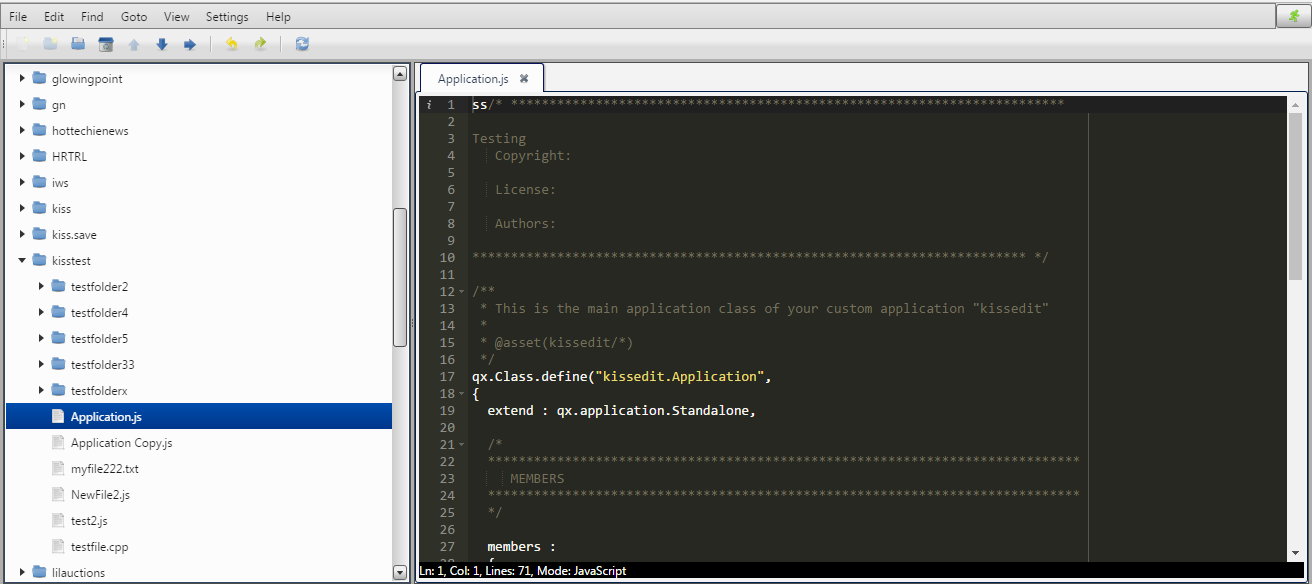 File Edit Find Goto View Settings Help
glowingpoint
gn
hottechienews
HRTRL
iws
kiss
kiss.save
kisstest
testfolder2
testfolder4
testfolder5
testfolder33
testfolderx
Application.js
Application Copy.js
myfile222.txt
NewFile2.js
test2.js
testfile.cpp
lilauctions
Application.js ✖
i 1 ss/* ************************************************************************
2
3 Testing
4 Copyright:
5
6 License:
7
8 Authors:
9
10 ************************************************************************ */
11
12 /**
13 * This is the main application class of your custom application "kissedit"
14 *
15 * @asset(kissedit/*)
16 */
17 qx.Class.define("kissedit.Application",
18 {
19 extend : qx.application.Standalone,
20
21 /*
22 *****************************************************************************
23 MEMBERS
24 *****************************************************************************
25 */
26
27 members :
28 {
Ln: 1, Col: 1, Lines: 71, Mode: JavaScript